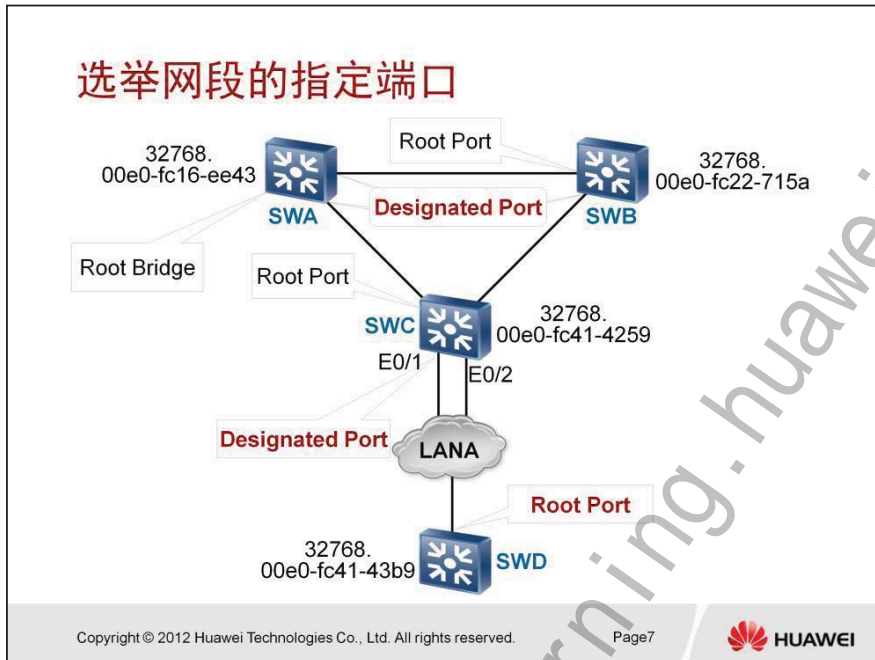 选举网段的指定端口
Root Port
32768.
00e0-fc16-ee43
32768.
00e0-fc22-715a
Designated Port
SWA
SWB
Root Bridge
Root Port
SWC
32768.
00e0-fc41-4259
E0/1
E0/2
Designated Port
LANA
Root Port
32768.
00e0-fc41-43b9
SWD
Copyright © 2012 Huawei Technologies Co., Ltd. All rights reserved.
Page7
HUAWEI
rning.huawei.